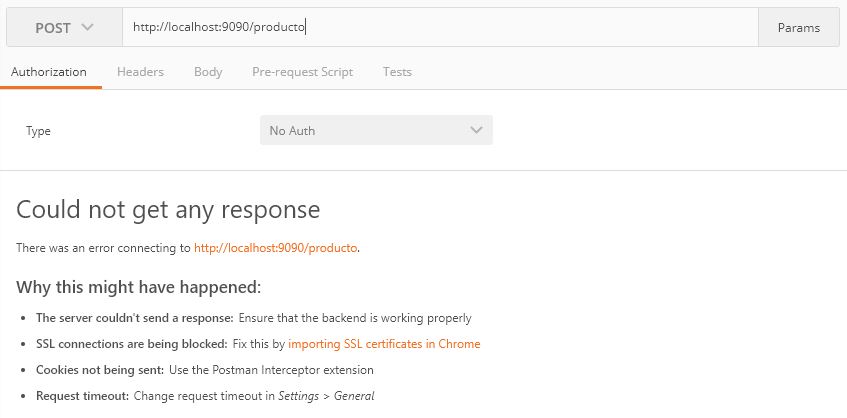 POST http://localhost:9090/producto Params
Authorization Headers Body Pre-request Script Tests
Type No Auth
Could not get any response
There was an error connecting to http://localhost:9090/producto.
Why this might have happened:
• The server couldn't send a response: Ensure that the backend is working properly
• SSL connections are being blocked: Fix this by importing SSL certificates in Chrome
• Cookies not being sent: Use the Postman Interceptor extension
• Request timeout: Change request timeout in Settings > General